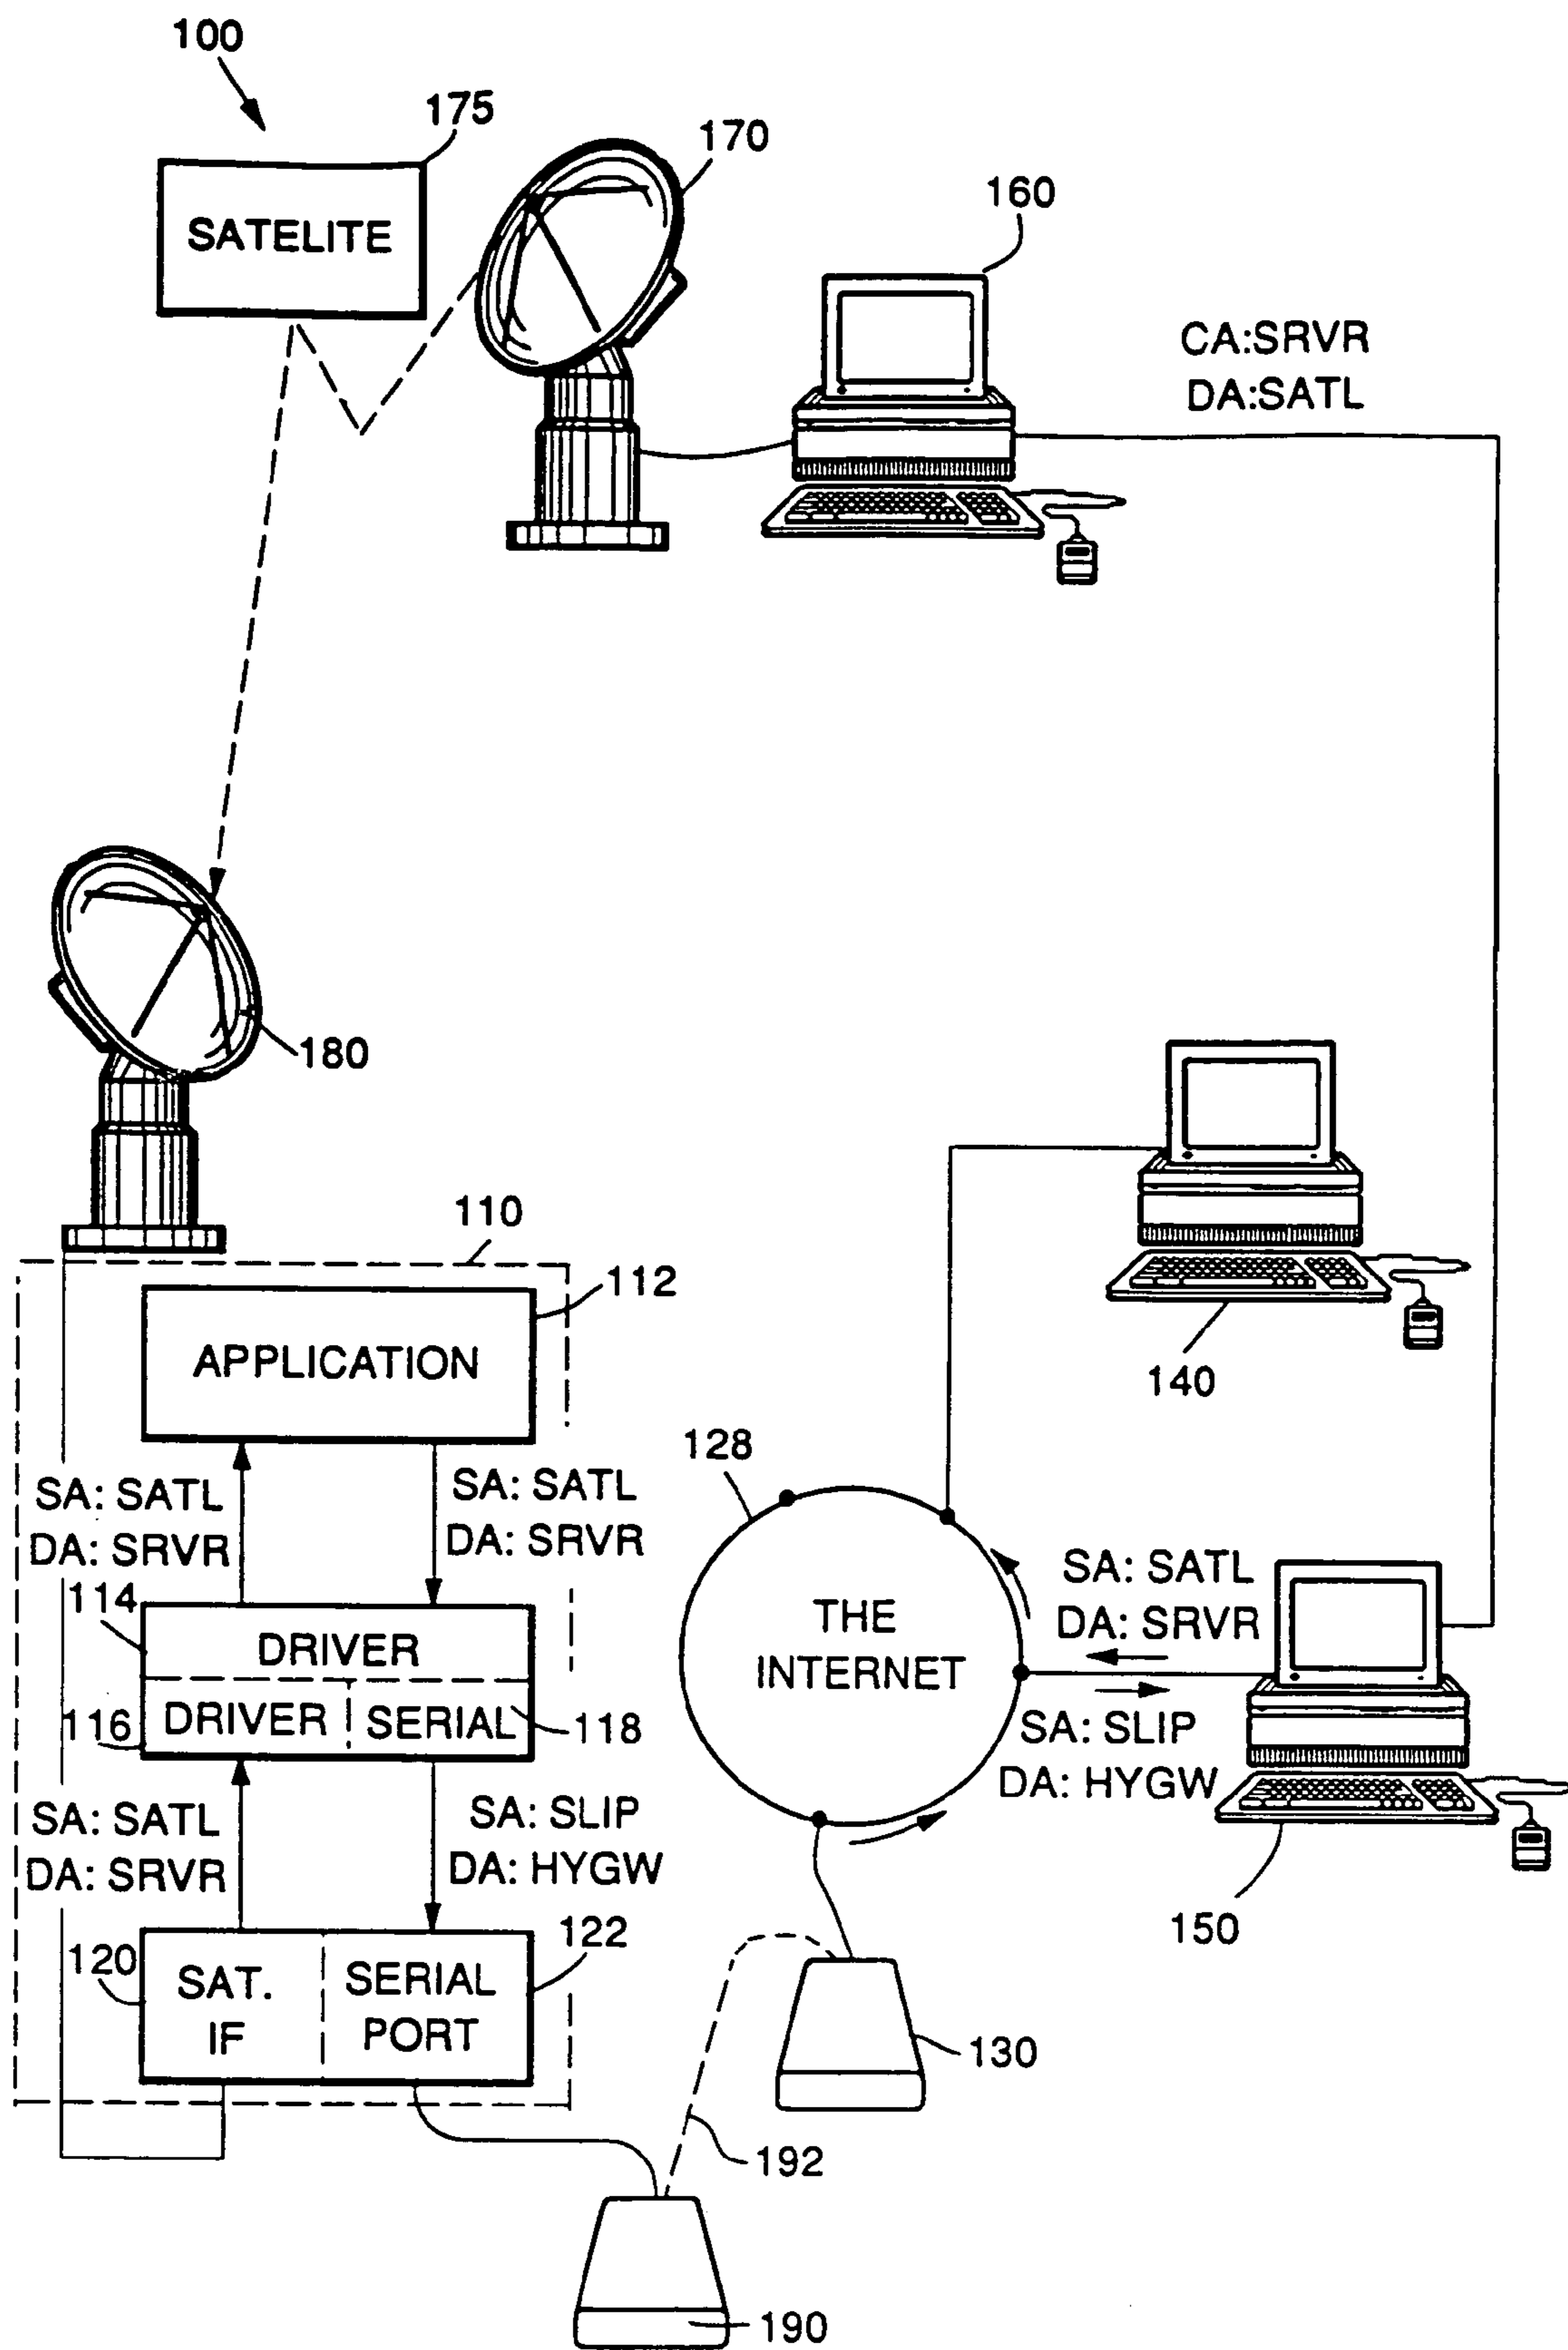 100
175
170
SATELITE
160
CA:SRVR
DA:SATL
180
110
112
APPLICATION
140
128
SA: SATL
DA: SRVR
SA: SATL
DA: SRVR
114
DRIVER
116
DRIVER
SERIAL
118
THE
INTERNET
SA: SATL
DA: SRVR
SA: SLIP
DA: HYGW
SA: SATL
DA: SRVR
SA: SLIP
DA: HYGW
150
120
SAT.
IF
SERIAL
PORT
122
130
192
190